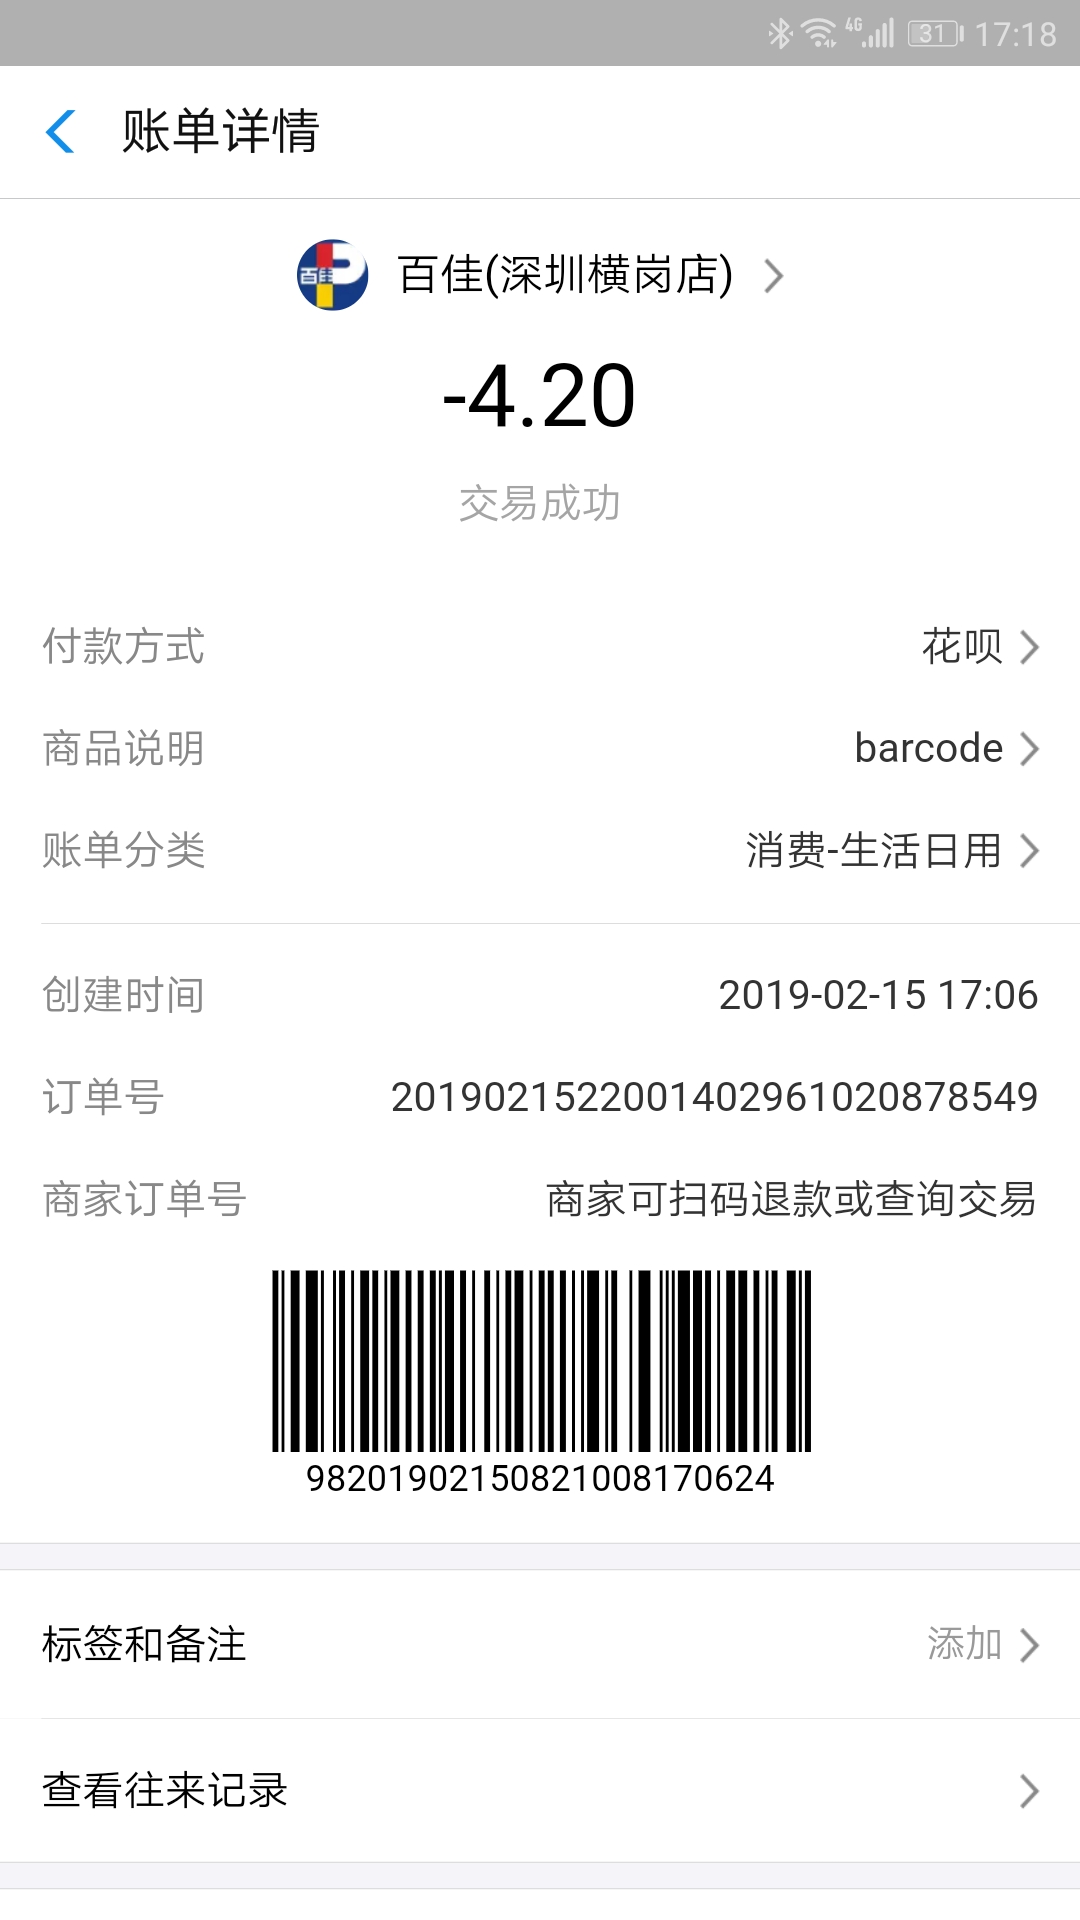 4G 31 17:18
账单详情
百佳 百佳(深圳横岗店)
-4.20
交易成功
付款方式 花呗
商品说明 barcode
账单分类 消费-生活日用
创建时间 2019-02-15 17:06
订单号 2019021522001402961020878549
商家订单号 商家可扫码退款或查询交易
98201902150821008170624
标签和备注 添加
查看往来记录